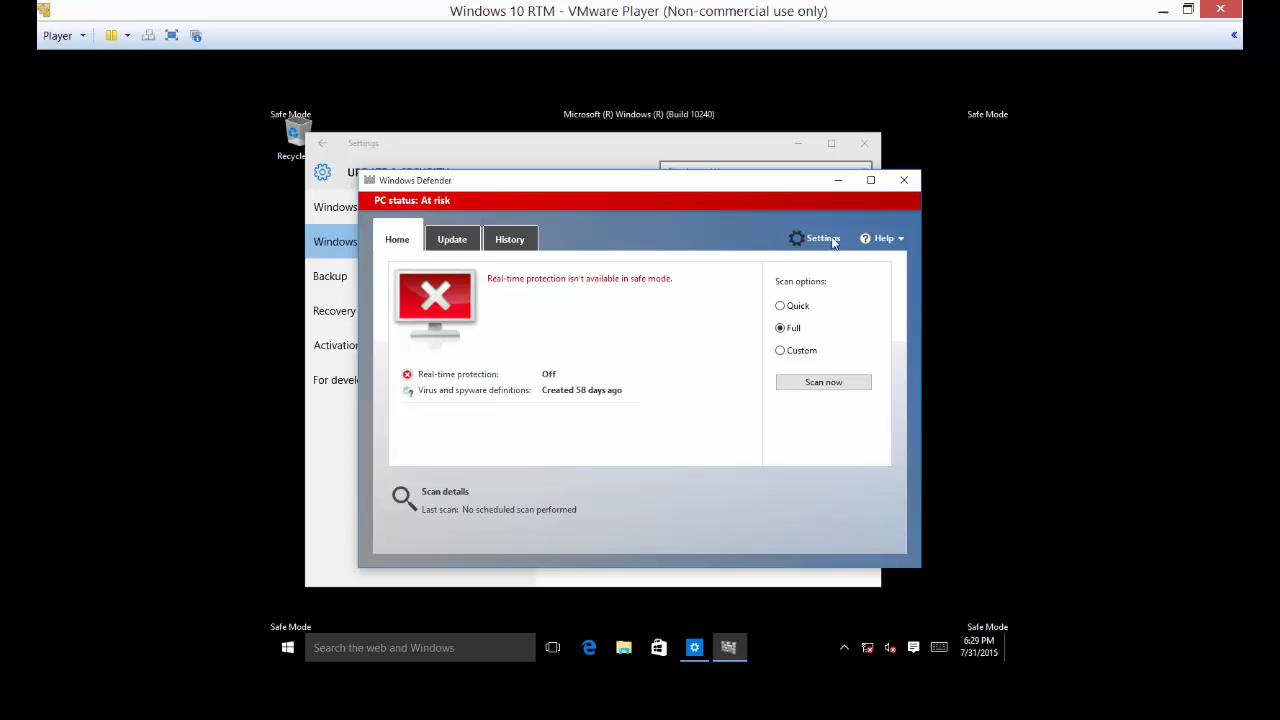 Windows 10 RTM - VMware Player (Non-commercial use only)
Player
Safe Mode
Microsoft (R) Windows (R) (Build 10240)
Safe Mode
Recycle
Settings
Windows Defender
PC status: At risk
Windows
Windows
Backup
Recovery
Activation
For develo
Home
Update
History
Settings
Help
Real-time protection isn't available in safe mode.
Real-time protection:
Off
Virus and spyware definitions:
Created 58 days ago
Scan options:
Quick
Full
Custom
Scan now
Scan details
Last scan: No scheduled scan performed
Safe Mode
Safe Mode
Search the web and Windows
6:29 PM
7/31/2015